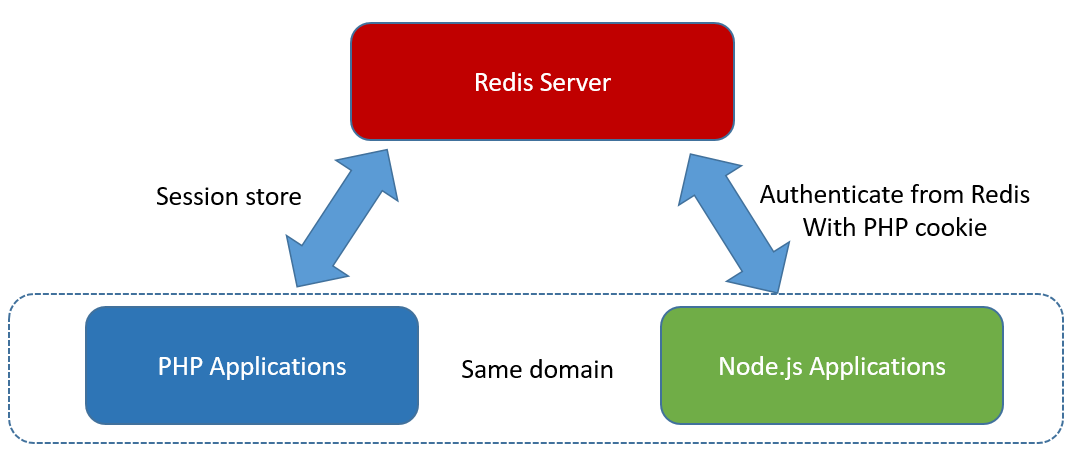 Redis Server
Session store
Authenticate from Redis
With PHP cookie
PHP Applications
Same domain
Node.js Applications